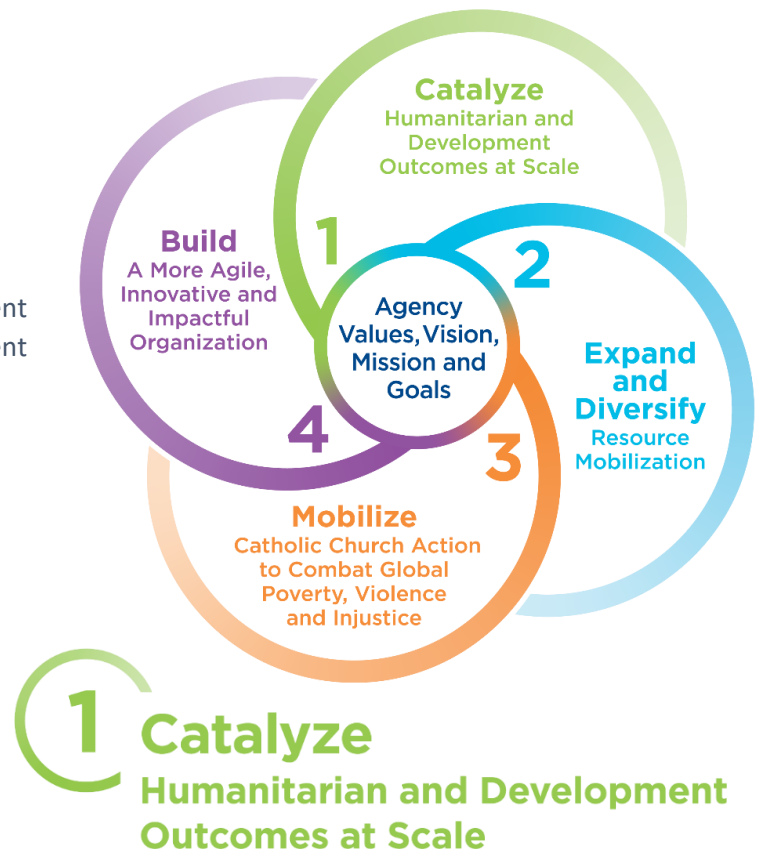 Catalyze
Humanitarian and
Development
Outcomes at Scale
1
Build
A More Agile,
Innovative and
Impactful
Organization
2
Agency
Values, Vision,
Mission and
Goals
Expand
and
Diversify
Resource
Mobilization
4
3
Mobilize
Catholic Church Action
to Combat Global
Poverty, Violence
and Injustice
1 Catalyze
Humanitarian and Development
Outcomes at Scale